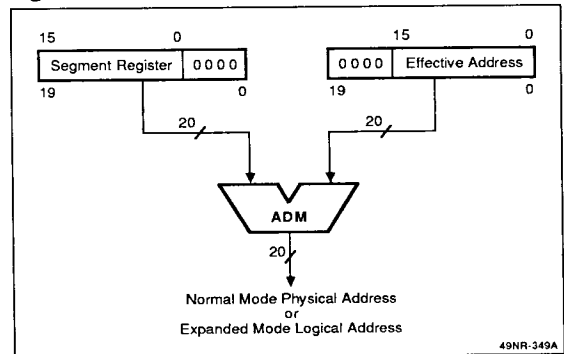 15 0 15 0
Segment Register 0000 0000 Effective Address
19 0 19 0
20 20
ADM
20
Normal Mode Physical Address
or
Expanded Mode Logical Address
49NR-349A